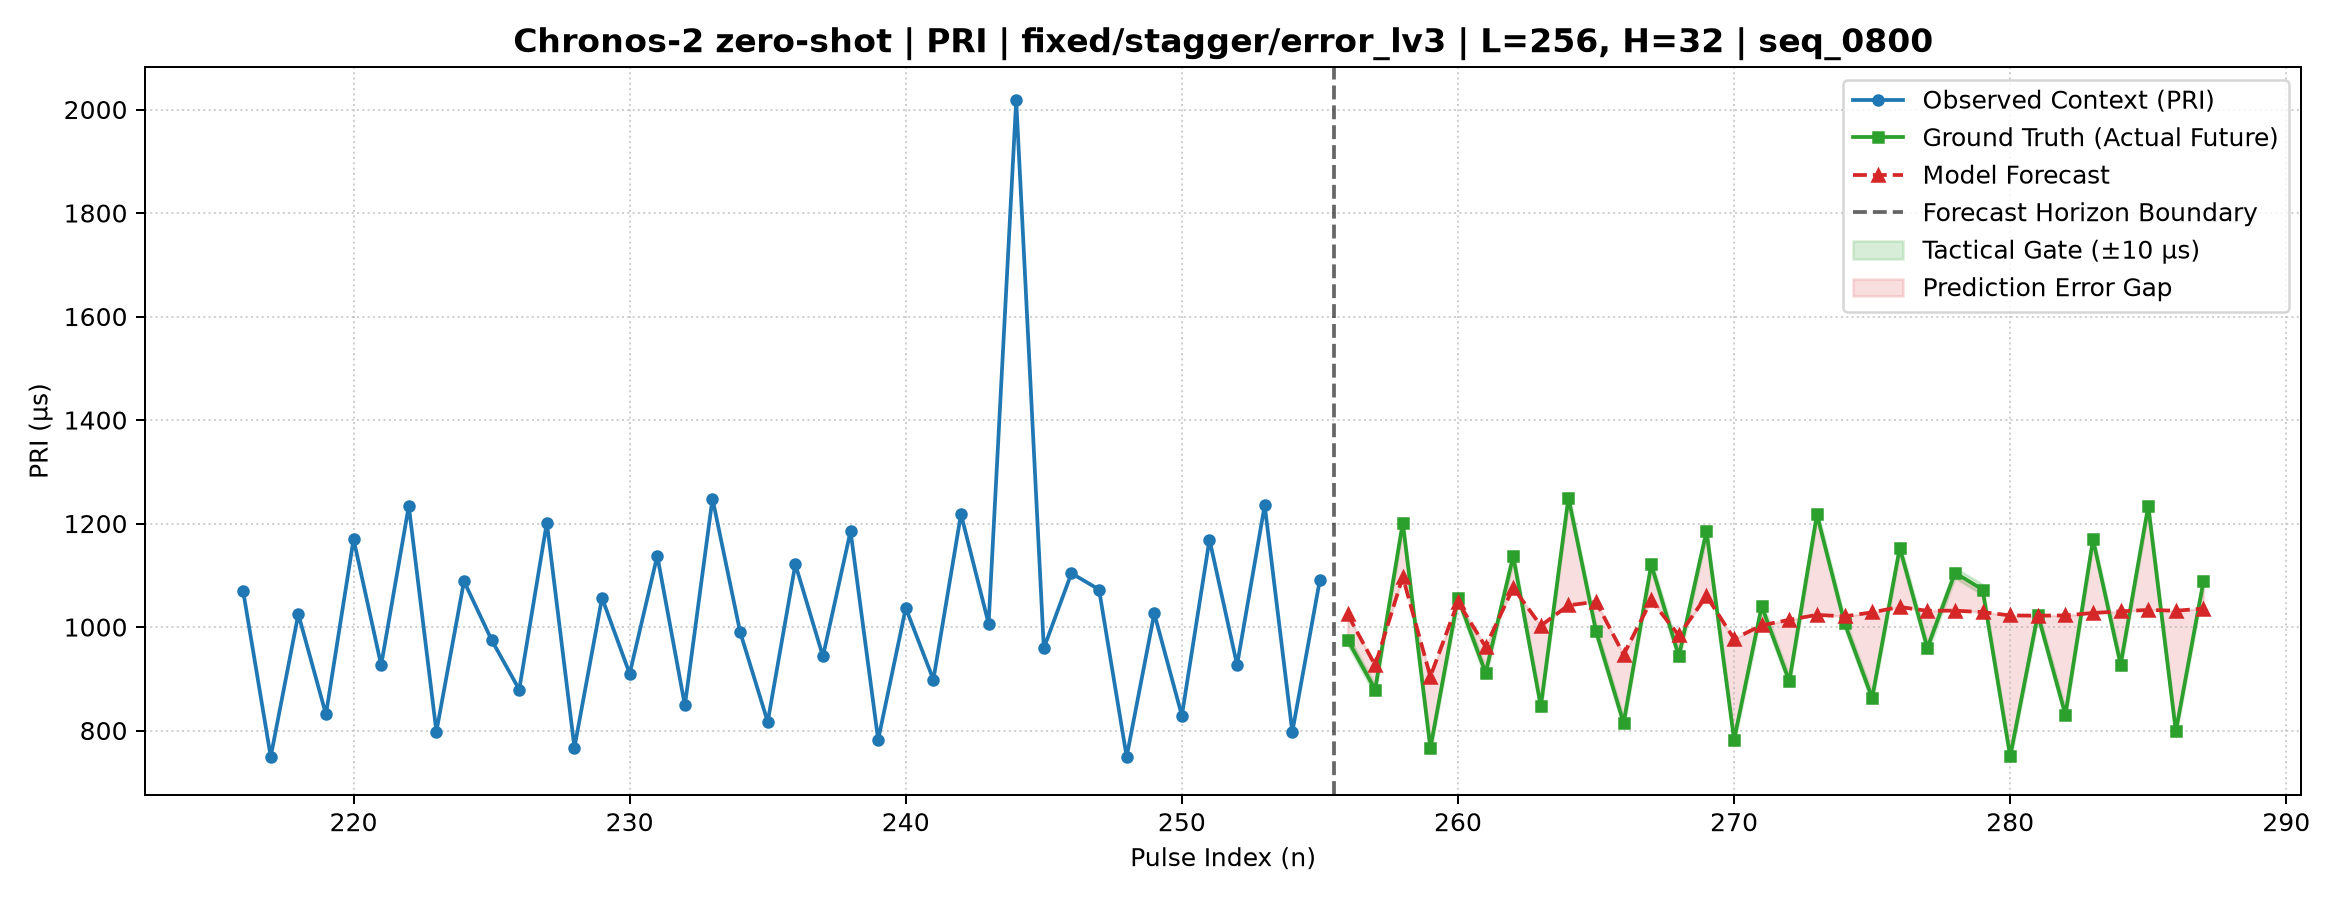 Chronos-2 zero-shot | PRI | fixed/stagger/error_lv3 | L=256, H=32 | seq_0800
Observed Context (PRI)
Ground Truth (Actual Future)
Model Forecast
Forecast Horizon Boundary
Tactical Gate (±10 µs)
Prediction Error Gap
PRI (µs)
2000
1800
1600
1400
1200
1000
800
220 230 240 250 260 270 280 290
Pulse Index (n)